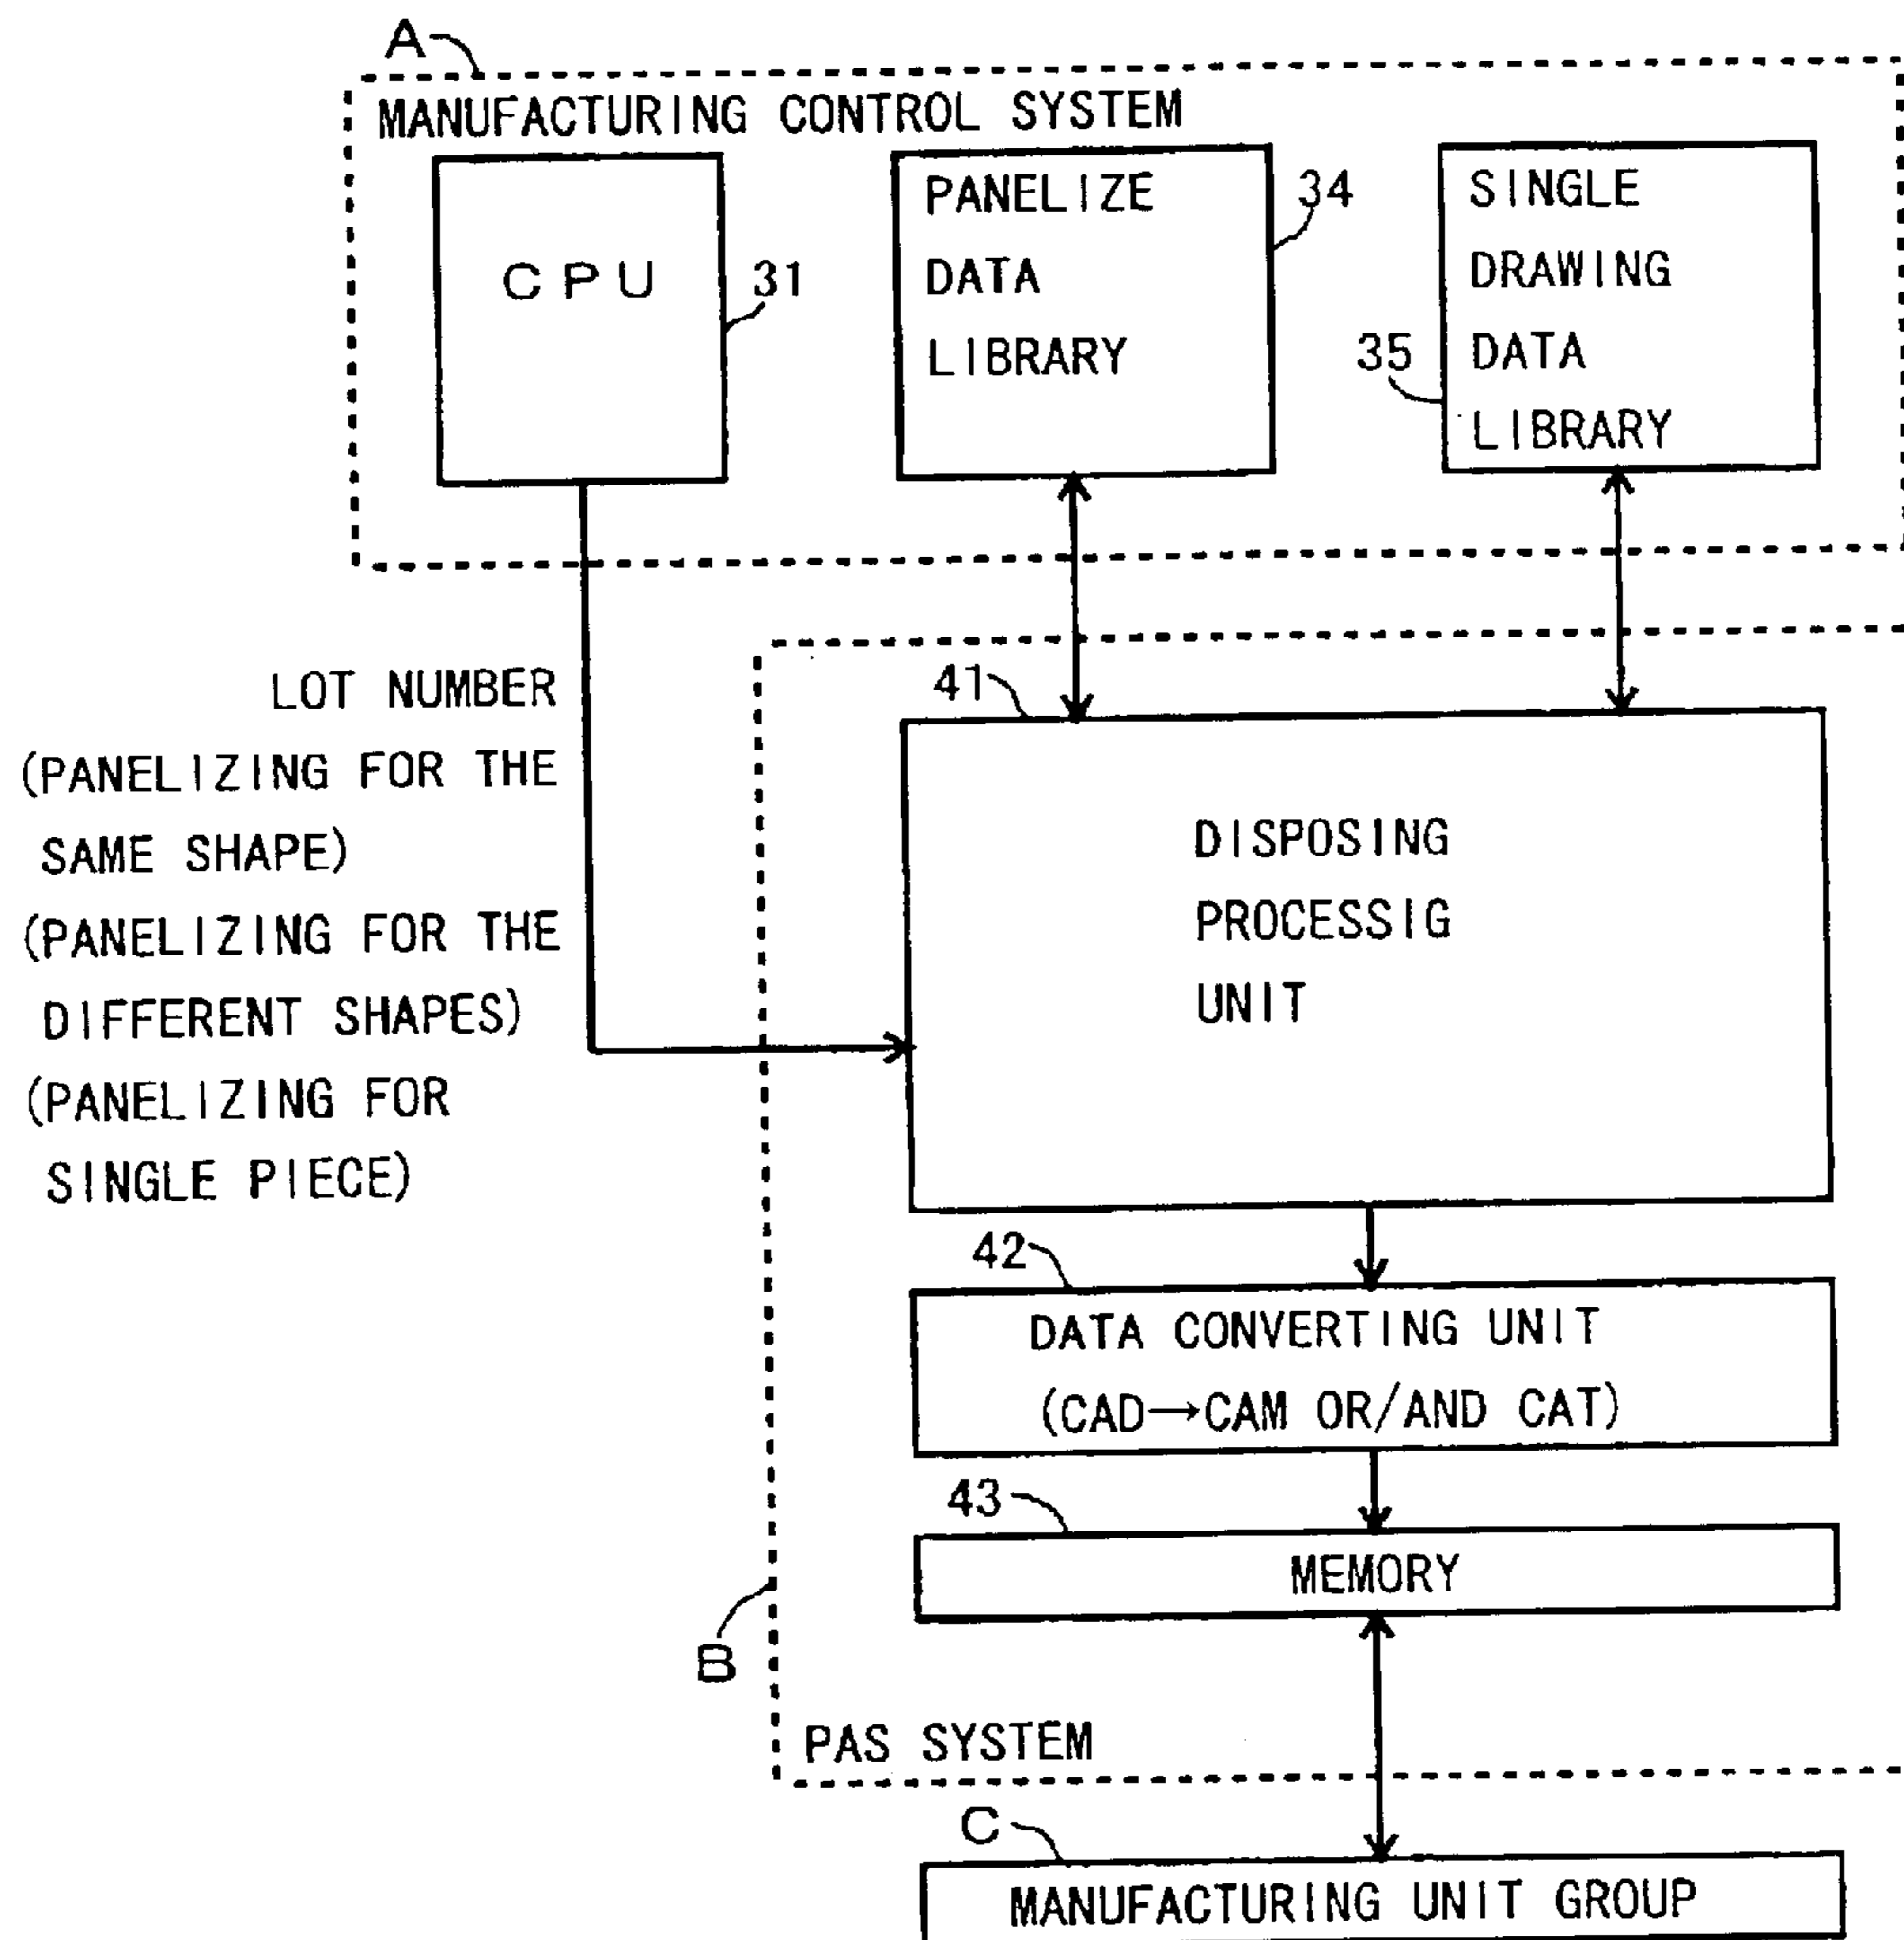 A
MANUFACTURING CONTROL SYSTEM
CPU
31
PANELIZE
DATA
LIBRARY
34
SINGLE
DRAWING
DATA
LIBRARY
35
LOT NUMBER
(PANELIZING FOR THE
SAME SHAPE)
(PANELIZING FOR THE
DIFFERENT SHAPES)
(PANELIZING FOR
SINGLE PIECE)
41
DISPOSING
PROCESSIG
UNIT
42
DATA CONVERTING UNIT
(CAD→CAM OR/AND CAT)
43
MEMORY
B
PAS SYSTEM
C
MANUFACTURING UNIT GROUP